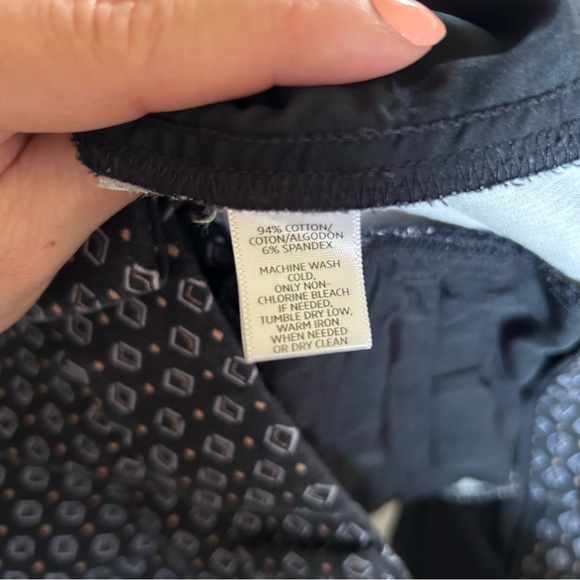 94% COTTON/
COTON/ALGODÓN
6% SPANDEX
MACHINE WASH
COLD.
ONLY NON-
CHLORINE BLEACH
IF NEEDED.
TUMBLE DRY LOW.
WARM IRON
WHEN NEEDED
OR DRY CLEAN